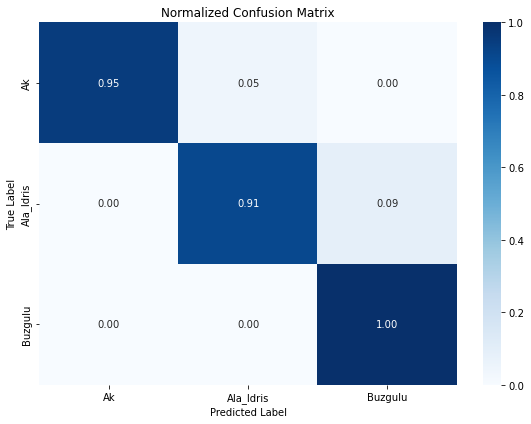 Normalized Confusion Matrix
True Label
Ak
0.95 0.05 0.00
Ala_Idris
0.00 0.91 0.09
Buzgulu
0.00 0.00 1.00
Ak Ala_Idris Buzgulu
Predicted Label
1.0
0.8
0.6
0.4
0.2
0.0